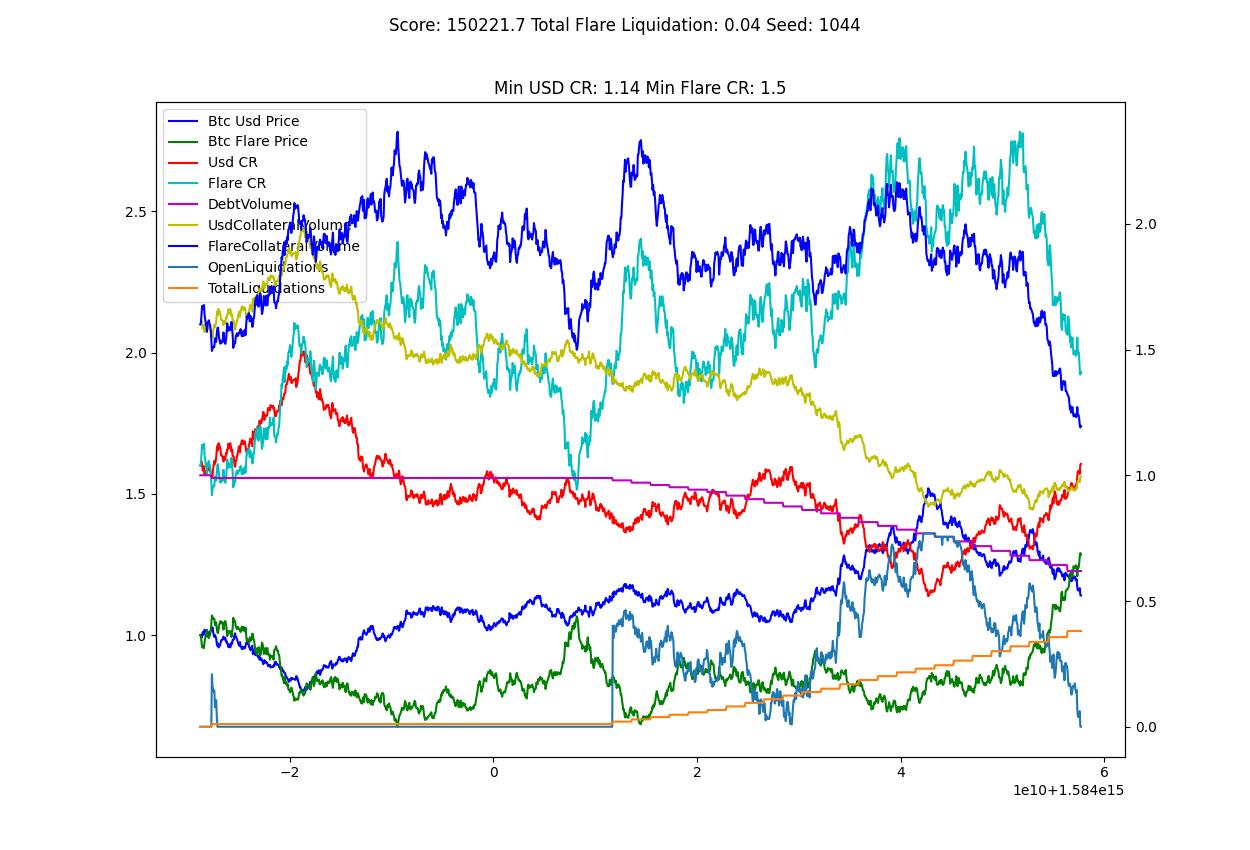 Score: 150221.7 Total Flare Liquidation: 0.04 Seed: 1044
Min USD CR: 1.14 Min Flare CR: 1.5
Btc Usd Price
Btc Flare Price
Usd CR
Flare CR
DebtVolume
UsdCollateralVolume
FlareCollateralVolume
OpenLiquidations
TotalLiquidations
2.5
2.0
1.5
1.0
2.0
1.5
1.0
0.5
0.0
−2
0
2
4
6
1e10+1.584e15